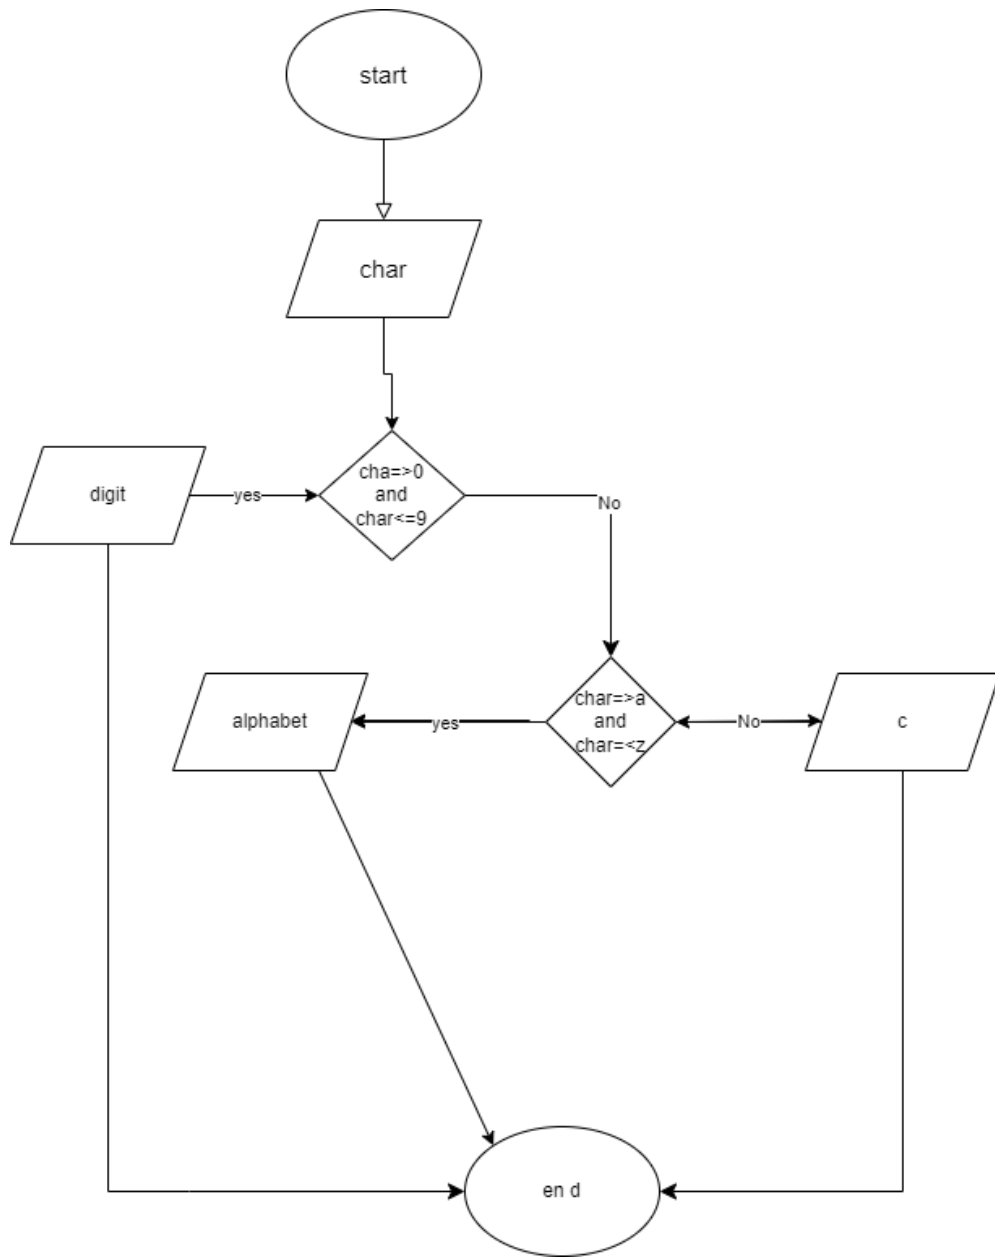 start
char
cha=>0
and
char<=9
digit
yes
No
char=>a
and
char=<z
alphabet
yes
No
c
en d